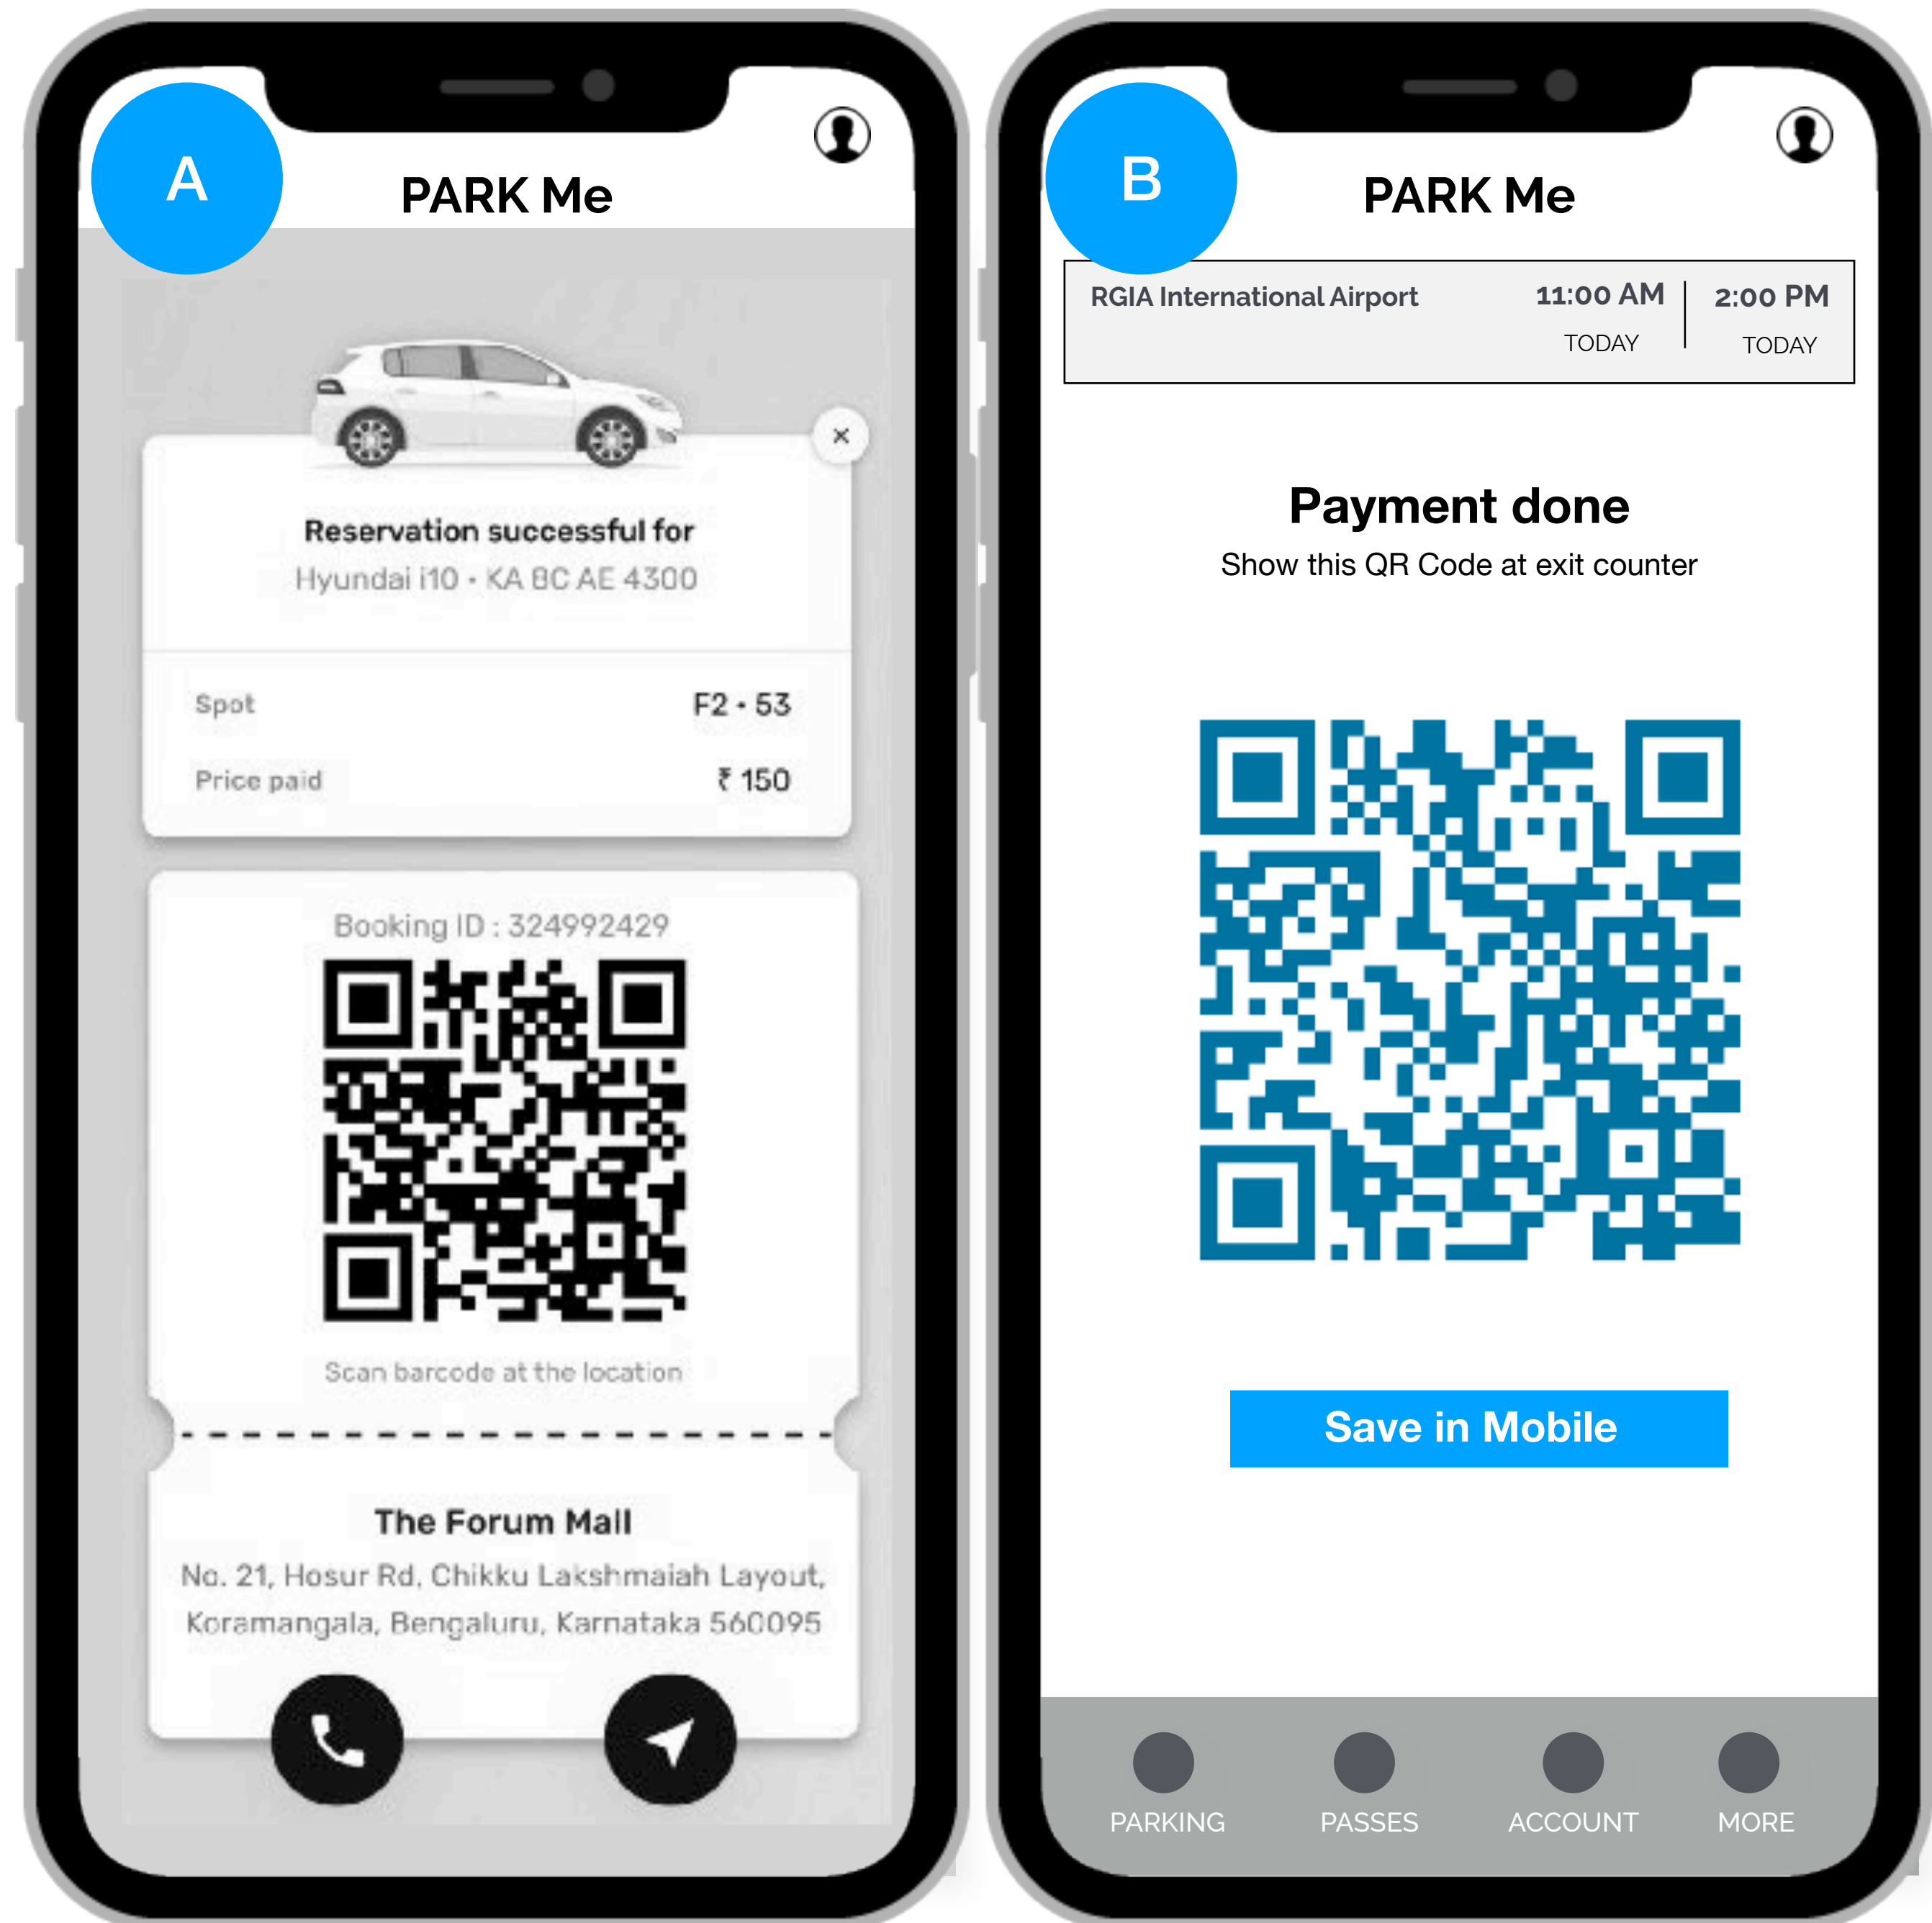 A
PARK Me
Reservation successful for
Hyundai i10 • KA 8C AE 4300
Spot
F2 • 53
Price paid
₹ 150
Booking ID : 324992429
Scan barcode at the location
The Forum Mall
No. 21, Hosur Rd, Chikku Lakshmaiah Layout,
Koramangala, Bengaluru, Karnataka 560095
B
PARK Me
RGIA International Airport
11:00 AM
2:00 PM
TODAY
TODAY
Payment done
Show this QR Code at exit counter
Save in Mobile
PARKING
PASSES
ACCOUNT
MORE